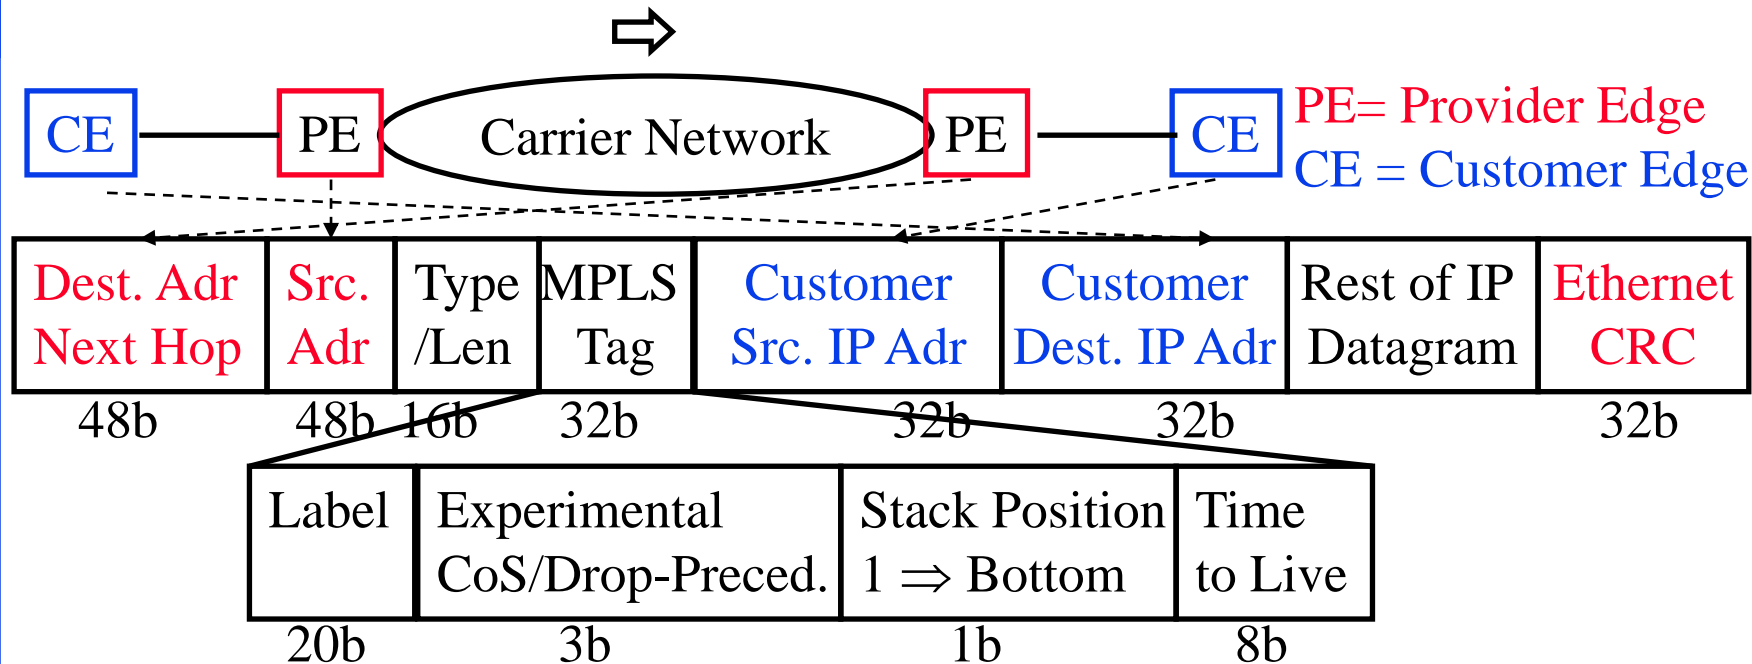 CE
PE
Carrier Network
PE
CE
PE= Provider Edge
CE = Customer Edge
Dest. Adr
Next Hop
Src.
Adr
Type
/Len
MPLS
Tag
Customer
Src. IP Adr
Customer
Dest. IP Adr
Rest of IP
Datagram
Ethernet
CRC
48b
48b
16b
32b
32b
32b
32b
Label
Experimental
CoS/Drop-Preced.
Stack Position
1 ⇒ Bottom
Time
to Live
20b
3b
1b
8b